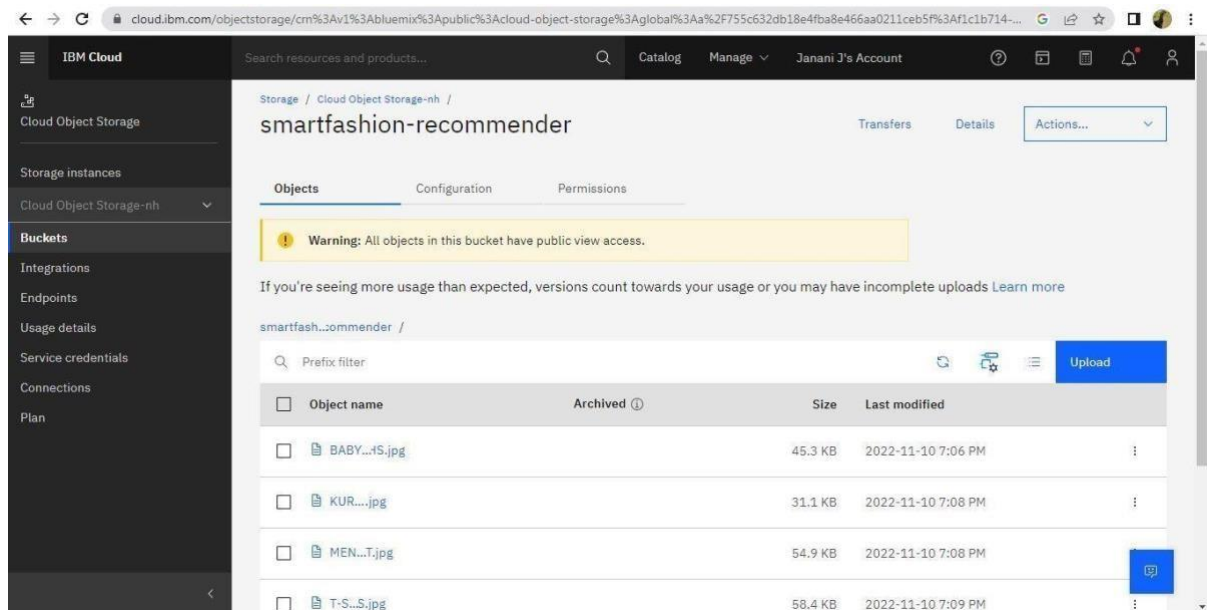 cloud.ibm.com/objectstorage/crn%3Av1%3Abluemix%3Apublic%3Acloud-object-storage%3Aglobal%3Aa%2F755c632db18e4fba8e466aa0211ceb5f%3Af1c1b714-...
IBM Cloud
Search resources and products...
Catalog
Manage
Janani J's Account
Cloud Object Storage
Storage instances
Cloud Object Storage-nh
Buckets
Integrations
Endpoints
Usage details
Service credentials
Connections
Plan
Storage / Cloud Object Storage-nh /
smartfashion-recommender
Transfers
Details
Actions...
Objects
Configuration
Permissions
Warning: All objects in this bucket have public view access.
If you're seeing more usage than expected, versions count towards your usage or you may have incomplete uploads Learn more
smartfash...commender /
Prefix filter
Upload
Object name Archived Size Last modified
BABY...HS.jpg 45.3 KB 2022-11-10 7:06 PM
KUR....jpg 31.1 KB 2022-11-10 7:08 PM
MEN...T.jpg 54.9 KB 2022-11-10 7:08 PM
T-S...S.jpg 58.4 KB 2022-11-10 7:09 PM